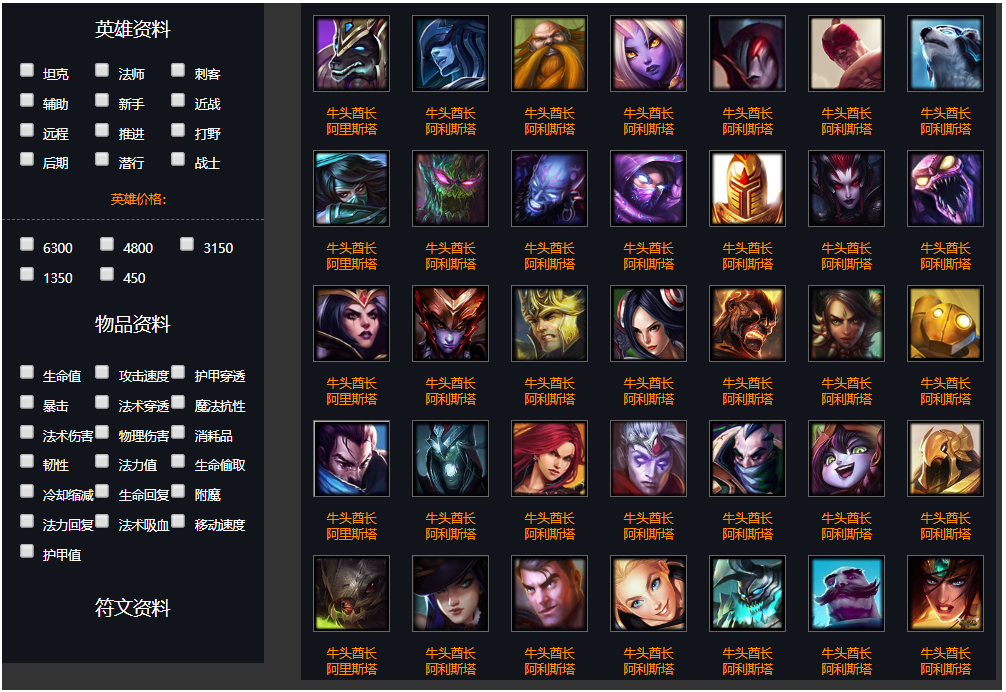 英雄资料
坦克 法师 刺客
辅助 新手 近战
远程 推进 打野
后期 潜行 战士
英雄价格:
6300 4800 3150
1350 450
物品资料
生命值 攻击速度 护甲穿透
暴击 法术穿透 魔法抗性
法术伤害 物理伤害 消耗品
韧性 法力值 生命偷取
冷却缩减 生命回复 附魔
法力回复 法术吸血 移动速度
护甲值
符文资料
牛头酋长 牛头酋长 牛头酋长 牛头酋长 牛头酋长 牛头酋长 牛头酋长
阿里斯塔 阿利斯塔 阿利斯塔 阿利斯塔 阿利斯塔 阿利斯塔 阿利斯塔
牛头酋长 牛头酋长 牛头酋长 牛头酋长 牛头酋长 牛头酋长 牛头酋长
阿里斯塔 阿利斯塔 阿利斯塔 阿利斯塔 阿利斯塔 阿利斯塔 阿利斯塔
牛头酋长 牛头酋长 牛头酋长 牛头酋长 牛头酋长 牛头酋长 牛头酋长
阿里斯塔 阿利斯塔 阿利斯塔 阿利斯塔 阿利斯塔 阿利斯塔 阿利斯塔
牛头酋长 牛头酋长 牛头酋长 牛头酋长 牛头酋长 牛头酋长 牛头酋长
阿里斯塔 阿利斯塔 阿利斯塔 阿利斯塔 阿利斯塔 阿利斯塔 阿利斯塔
牛头酋长 牛头酋长 牛头酋长 牛头酋长 牛头酋长 牛头酋长 牛头酋长
阿里斯塔 阿利斯塔 阿利斯塔 阿利斯塔 阿利斯塔 阿利斯塔 阿利斯塔